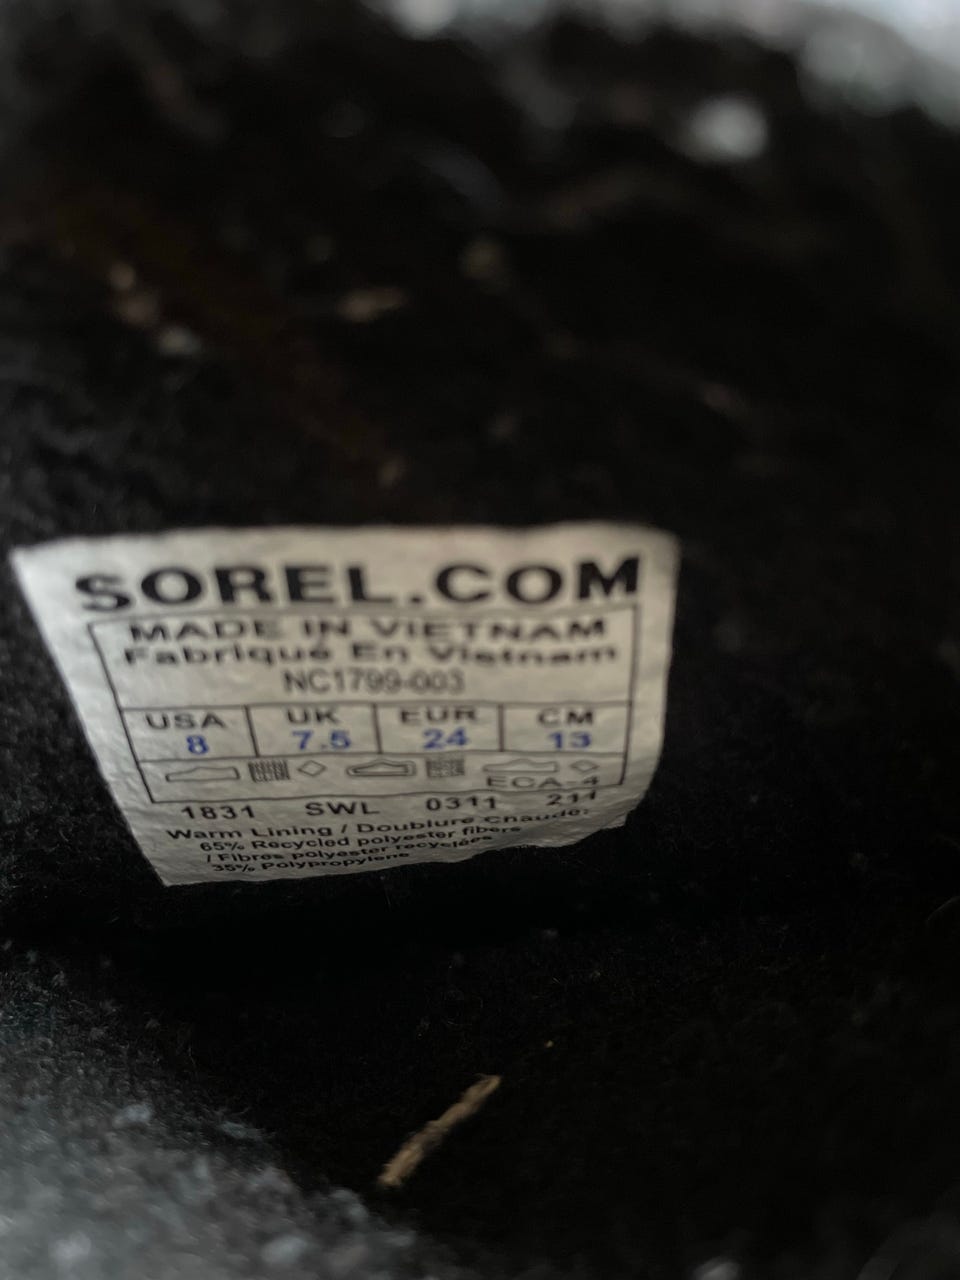 SOREL.COM
MADE IN VIETNAM
Fabriqué En Vietnam
NC1799-003
USA UK EUR CM
8 7.5 24 13
ECA-4
1831 SWL 0311 211
Warm Lining / Doublure Chaude:
65% Recycled polyester fibers
/ Fibres polyester recyclées
35% Polypropylene